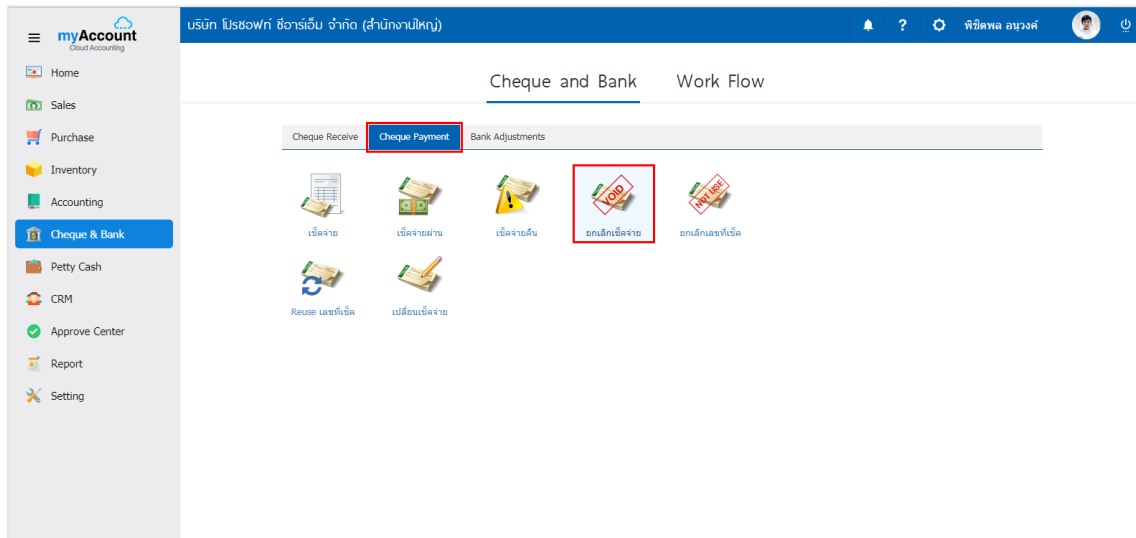 myAccount
Cloud Accounting
บริษัท โปรซอฟท์ ซีอาร์เอ็ม จำกัด (สำนักงานใหญ่)
?
พิชิตพล อนุวงค์
Home
Sales
Purchase
Inventory
Accounting
Cheque & Bank
Petty Cash
CRM
Approve Center
Report
Setting
Cheque and Bank Work Flow
Cheque Receive Cheque Payment Bank Adjustments
VOID NOT USE
เช็คจ่าย เช็คจ่ายผ่าน เช็คจ่ายคืน ยกเลิกเช็คจ่าย ยกเลิกเลขที่เช็ค
Reuse เลขที่เช็ค เปลี่ยนเช็คจ่าย